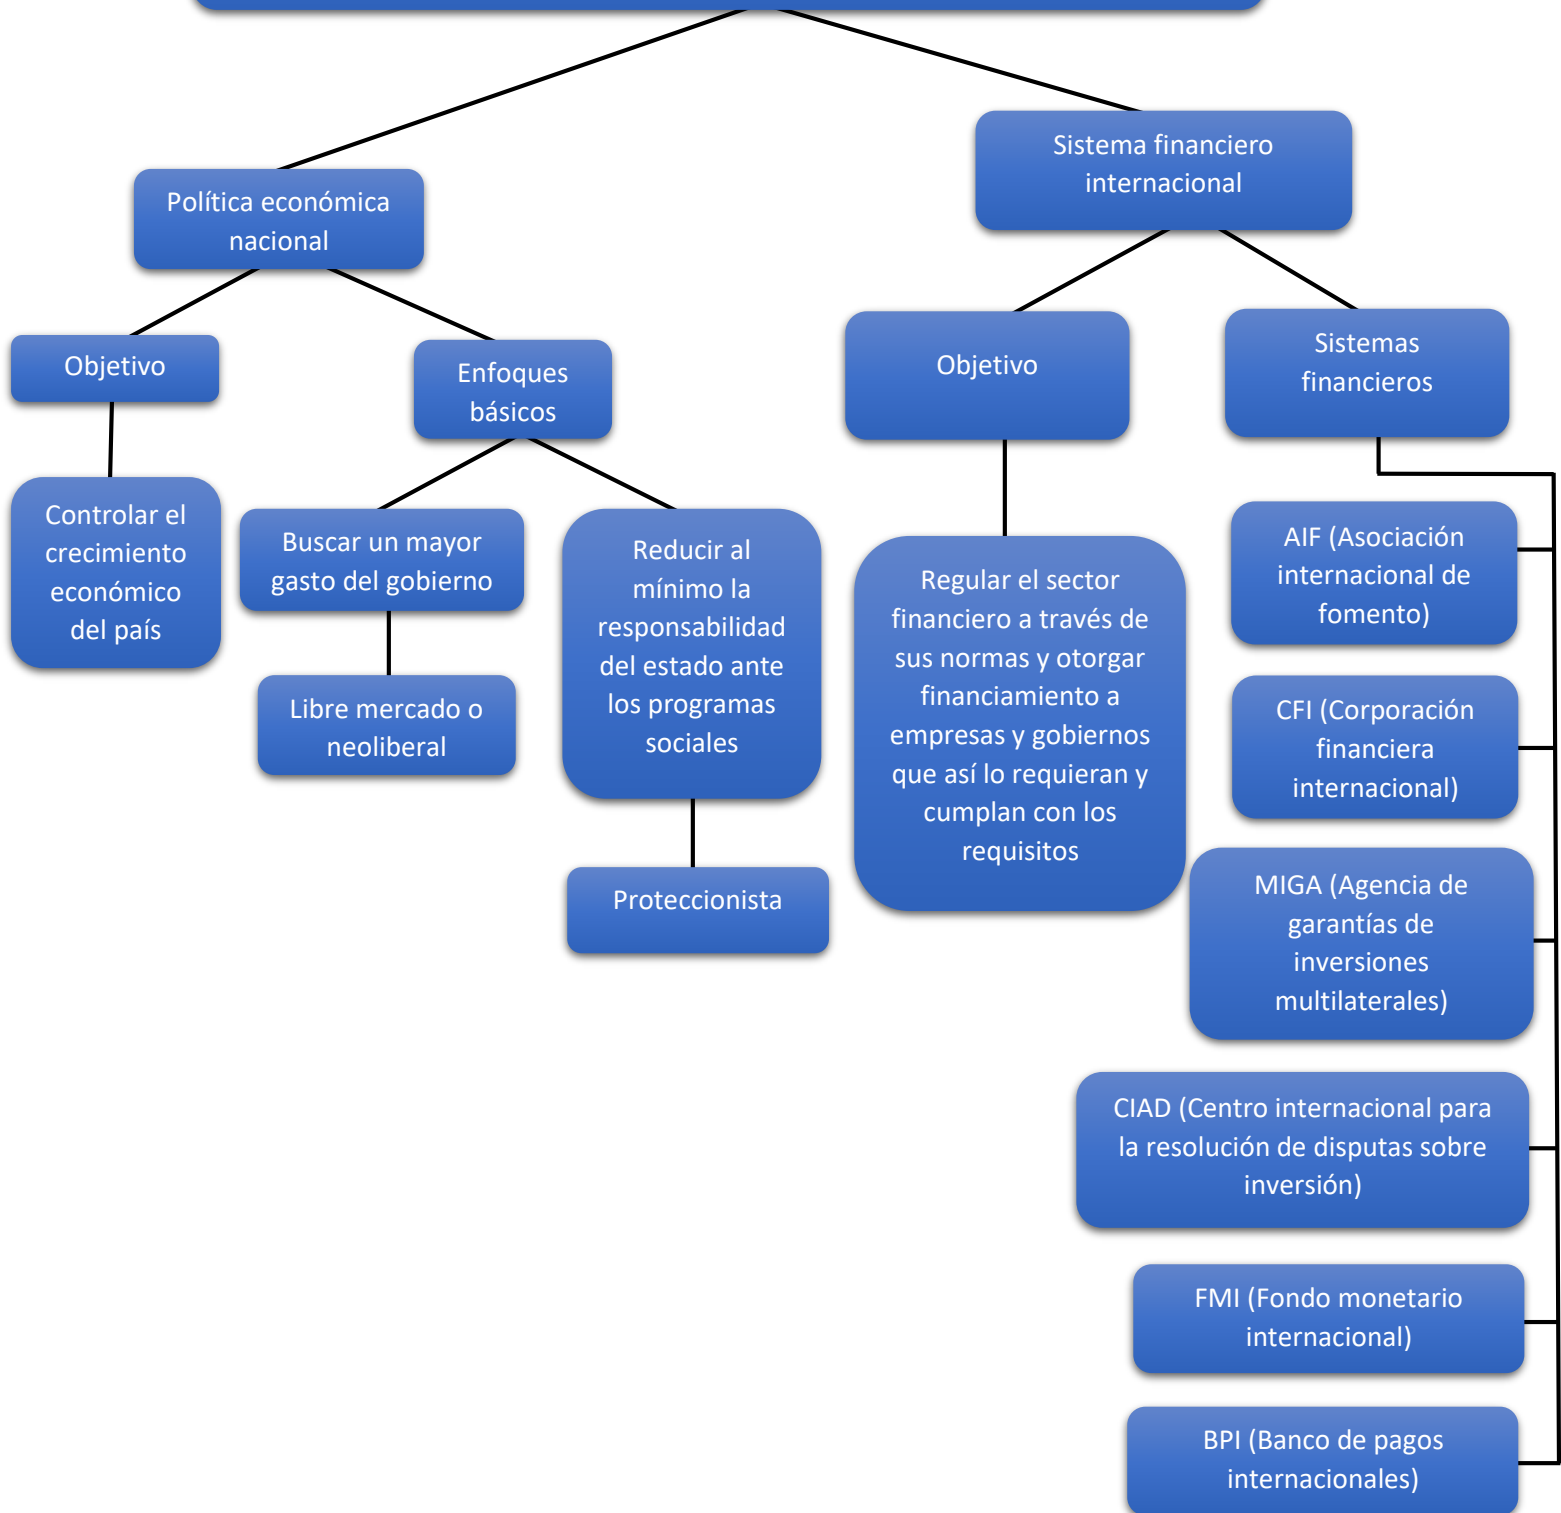 Política económica
nacional
Objetivo
Controlar el
crecimiento
económico
del país
Enfoques
básicos
Buscar un mayor
gasto del gobierno
Libre mercado o
neoliberal
Reducir al
mínimo la
responsabilidad
del estado ante
los programas
sociales
Proteccionista
Sistema financiero
internacional
Objetivo
Regular el sector
financiero a través de
sus normas y otorgar
financiamiento a
empresas y gobiernos
que así lo requieran y
cumplan con los
requisitos
Sistemas
financieros
AIF (Asociación
internacional de
fomento)
CFI (Corporación
financiera
internacional)
MIGA (Agencia de
garantías de
inversiones
multilaterales)
CIAD (Centro internacional para
la resolución de disputas sobre
inversión)
FMI (Fondo monetario
internacional)
BPI (Banco de pagos
internacionales)